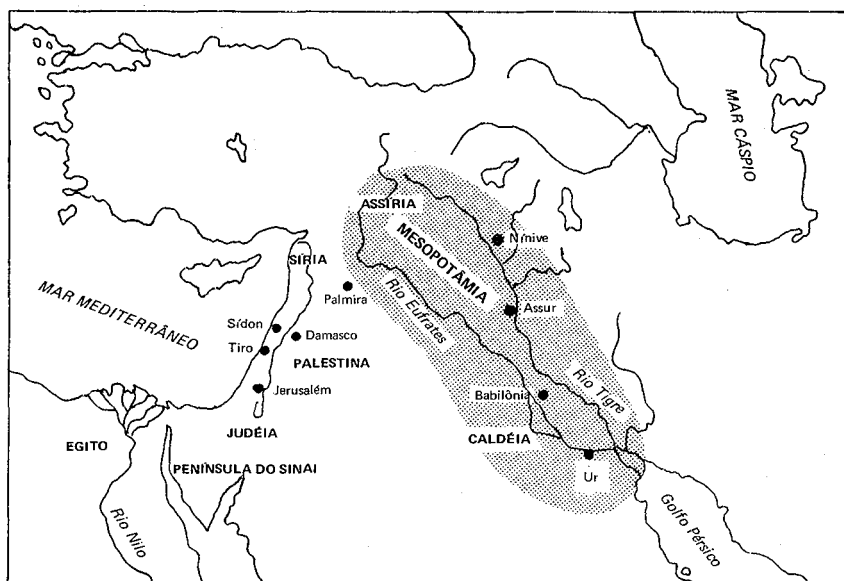 MAR CÁSPIO
ASSÍRIA
MESOPOTÂMIA
Nínive
SÍRIA
Palmira
Rio Eufrates
Assur
MAR MEDITERRÂNEO
Sídon
Damasco
Tiro
PALESTINA
Jerusalém
Babilônia
Rio Tigre
JUDÉIA
CALDÉIA
EGITO
PENÍNSULA DO SINAI
Ur
Rio Nilo
Golfo Pérsico